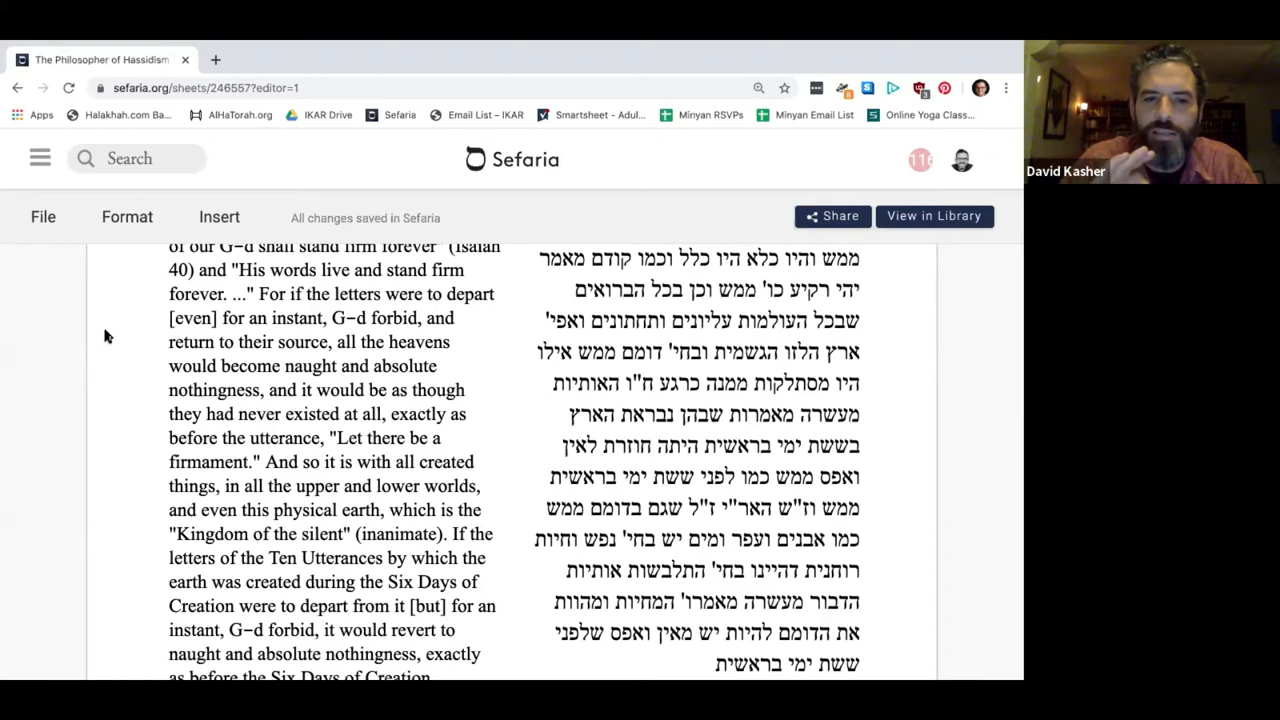 The Philosopher of Hassidism
sefaria.org/sheets/246557?editor=1
Apps
Halakhah.com Ba...
AlHaTorah.org
IKAR Drive
Sefaria
Email List – IKAR
Smartsheet - Adul...
Minyan RSVPs
Minyan Email List
Online Yoga Clas...
Search
Sefaria
116
File
Format
Insert
All changes saved in Sefaria
Share
View in Library
of our G–d shall stand firm forever" (Isaiah
40) and "His words live and stand firm
forever. ..." For if the letters were to depart
[even] for an instant, G–d forbid, and
return to their source, all the heavens
would become naught and absolute
nothingness, and it would be as though
they had never existed at all, exactly as
before the utterance, "Let there be a
firmament." And so it is with all created
things, in all the upper and lower worlds,
and even this physical earth, which is the
"Kingdom of the silent" (inanimate). If the
letters of the Ten Utterances by which the
earth was created during the Six Days of
Creation were to depart from it [but] for an
instant, G–d forbid, it would revert to
naught and absolute nothingness, exactly
as before the Six Days of Creation
ממש והיו כלא היו כלל וכמו קודם מאמר
יהי רקיע כו' ממש וכן בכל הברואים
שבכל העולמות עליונים ותחתונים ואפי'
ארץ הלזו הגשמית ובחי' דומם ממש אילו
היו מסתלקות ממנה כרגע ח"ו האותיות
מעשרה מאמרות שבהן נבראת הארץ
בששת ימי בראשית היתה חוזרת לאין
ואפס ממש כמו לפני ששת ימי בראשית
ממש וז"ש האר"י ז"ל שגם בדומם ממש
כמו אבנים ועפר ומים יש בחי' נפש וחיות
רוחנית דהיינו בחי' התלבשות אותיות
הדבור מעשרה מאמרו' המחיות ומהוות
את הדומם להיות יש מאין ואפס שלפני
ששת ימי בראשית
David Kasher